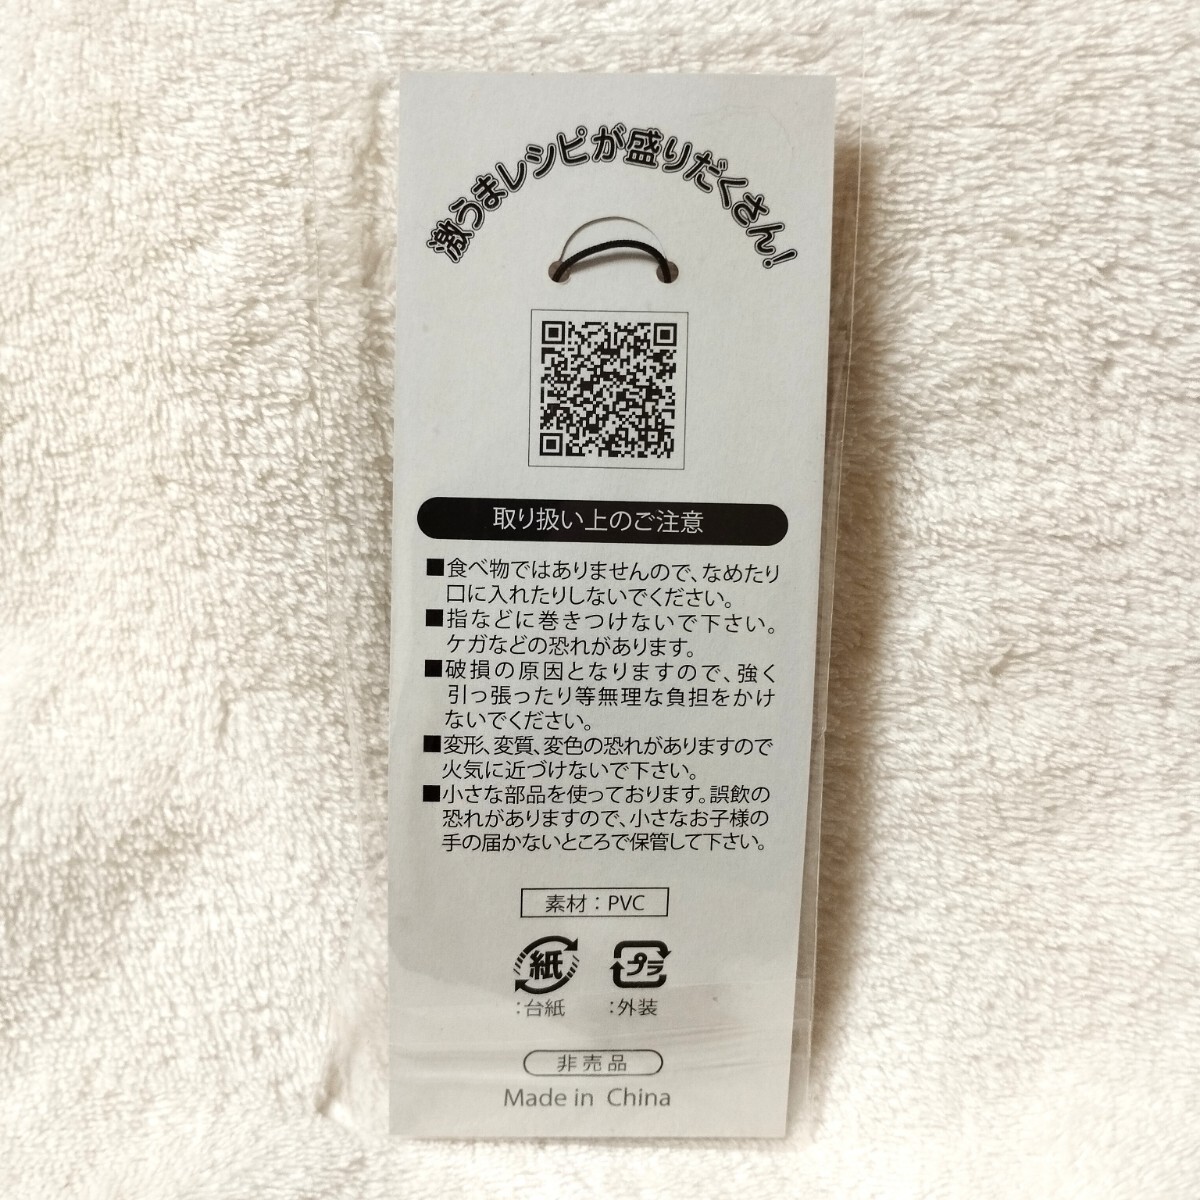 激うまレシピが盛りだくさん!
取り扱い上のご注意
■食べ物ではありませんので、なめたり
口に入れたりしないでください。
■指などに巻きつけないで下さい。
ケガなどの恐れがあります。
■破損の原因となりますので、強く
引っ張ったり等無理な負担をかけ
ないでください。
■変形、変質、変色の恐れがありますので
火気に近づけないで下さい。
■小さな部品を使っております。誤飲の
恐れがありますので、小さなお子様の
手の届かないところで保管して下さい。
素材：PVC
紙 プラ
：台紙 ：外装
非売品
Made in China